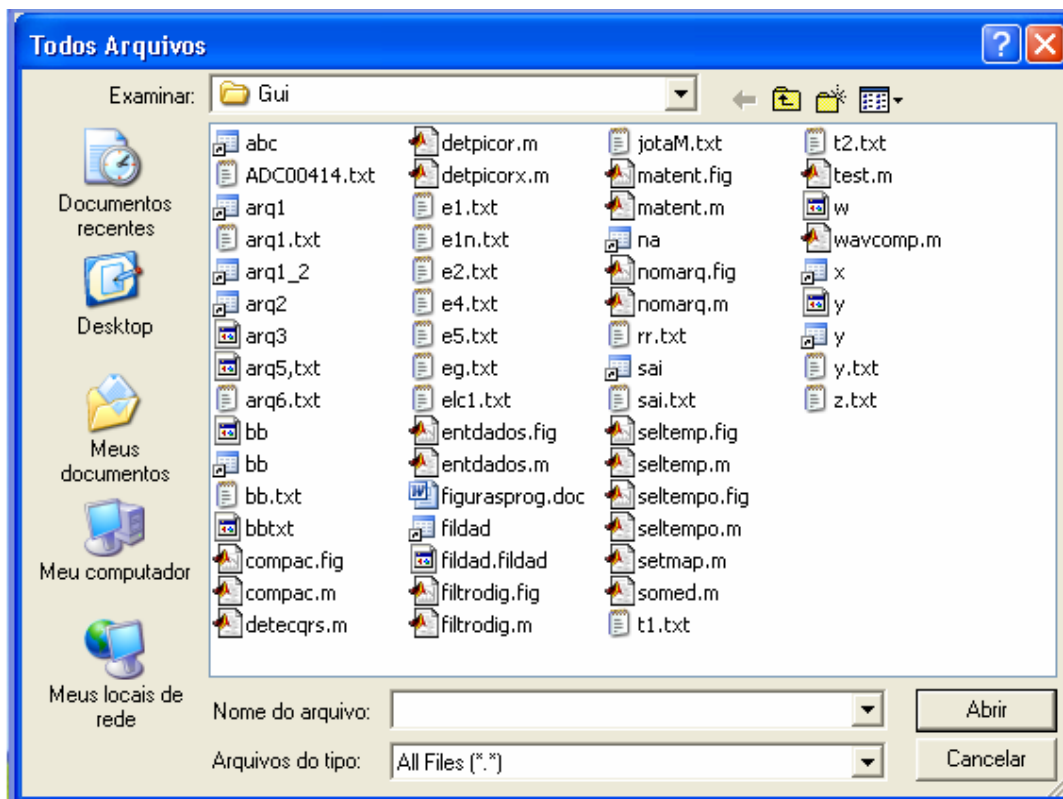 Todos Arquivos
Examinar:
Gui
Documentos
recentes
Desktop
Meus
documentos
Meu computador
Meus locais de
rede
abc
ADC00414.txt
arq1
arq1.txt
arq1_2
arq2
arq3
arq5,txt
arq6.txt
bb
bb
bb.txt
bbtxt
compac.fig
compac.m
detecqrs.m
detpicor.m
detpicorx.m
e1.txt
e1n.txt
e2.txt
e4.txt
e5.txt
eg.txt
elc1.txt
entdados.fig
entdados.m
figurasprog.doc
fildad
fildad.fildad
filtrodig.fig
filtrodig.m
jotaM.txt
matent.fig
matent.m
na
nomarq.fig
nomarq.m
rr.txt
sai
sai.txt
seltemp.fig
seltemp.m
seltempo.fig
seltempo.m
setmap.m
somed.m
t1.txt
t2.txt
test.m
w
wavcomp.m
x
y
y
y.txt
z.txt
Nome do arquivo:
Abrir
Arquivos do tipo:
All Files (*.*)
Cancelar